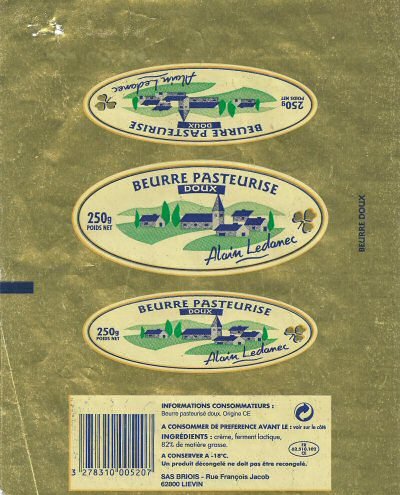 Alain Ledanec
250g
POIDS NET
DOUX
BEURRE PASTEURISE
BEURRE PASTEURISE
DOUX
250g
POIDS NET
Alain Ledanec
BEURRE DOUX
BEURRE PASTEURISE
DOUX
250g
POIDS NET
Alain Ledanec
INFORMATIONS CONSOMMATEURS :
Beurre pasteurisé doux. Origine CE
A CONSOMMER DE PREFERENCE AVANT LE : voir sur le côté
INGRÉDIENTS : crème, ferment lactique,
82% de matière grasse.
A CONSERVER A -18°C.
Un produit décongelé ne doit pas être recongelé.
SAS BRIOIS - Rue François Jacob
62800 LIEVIN
3 278310 005207